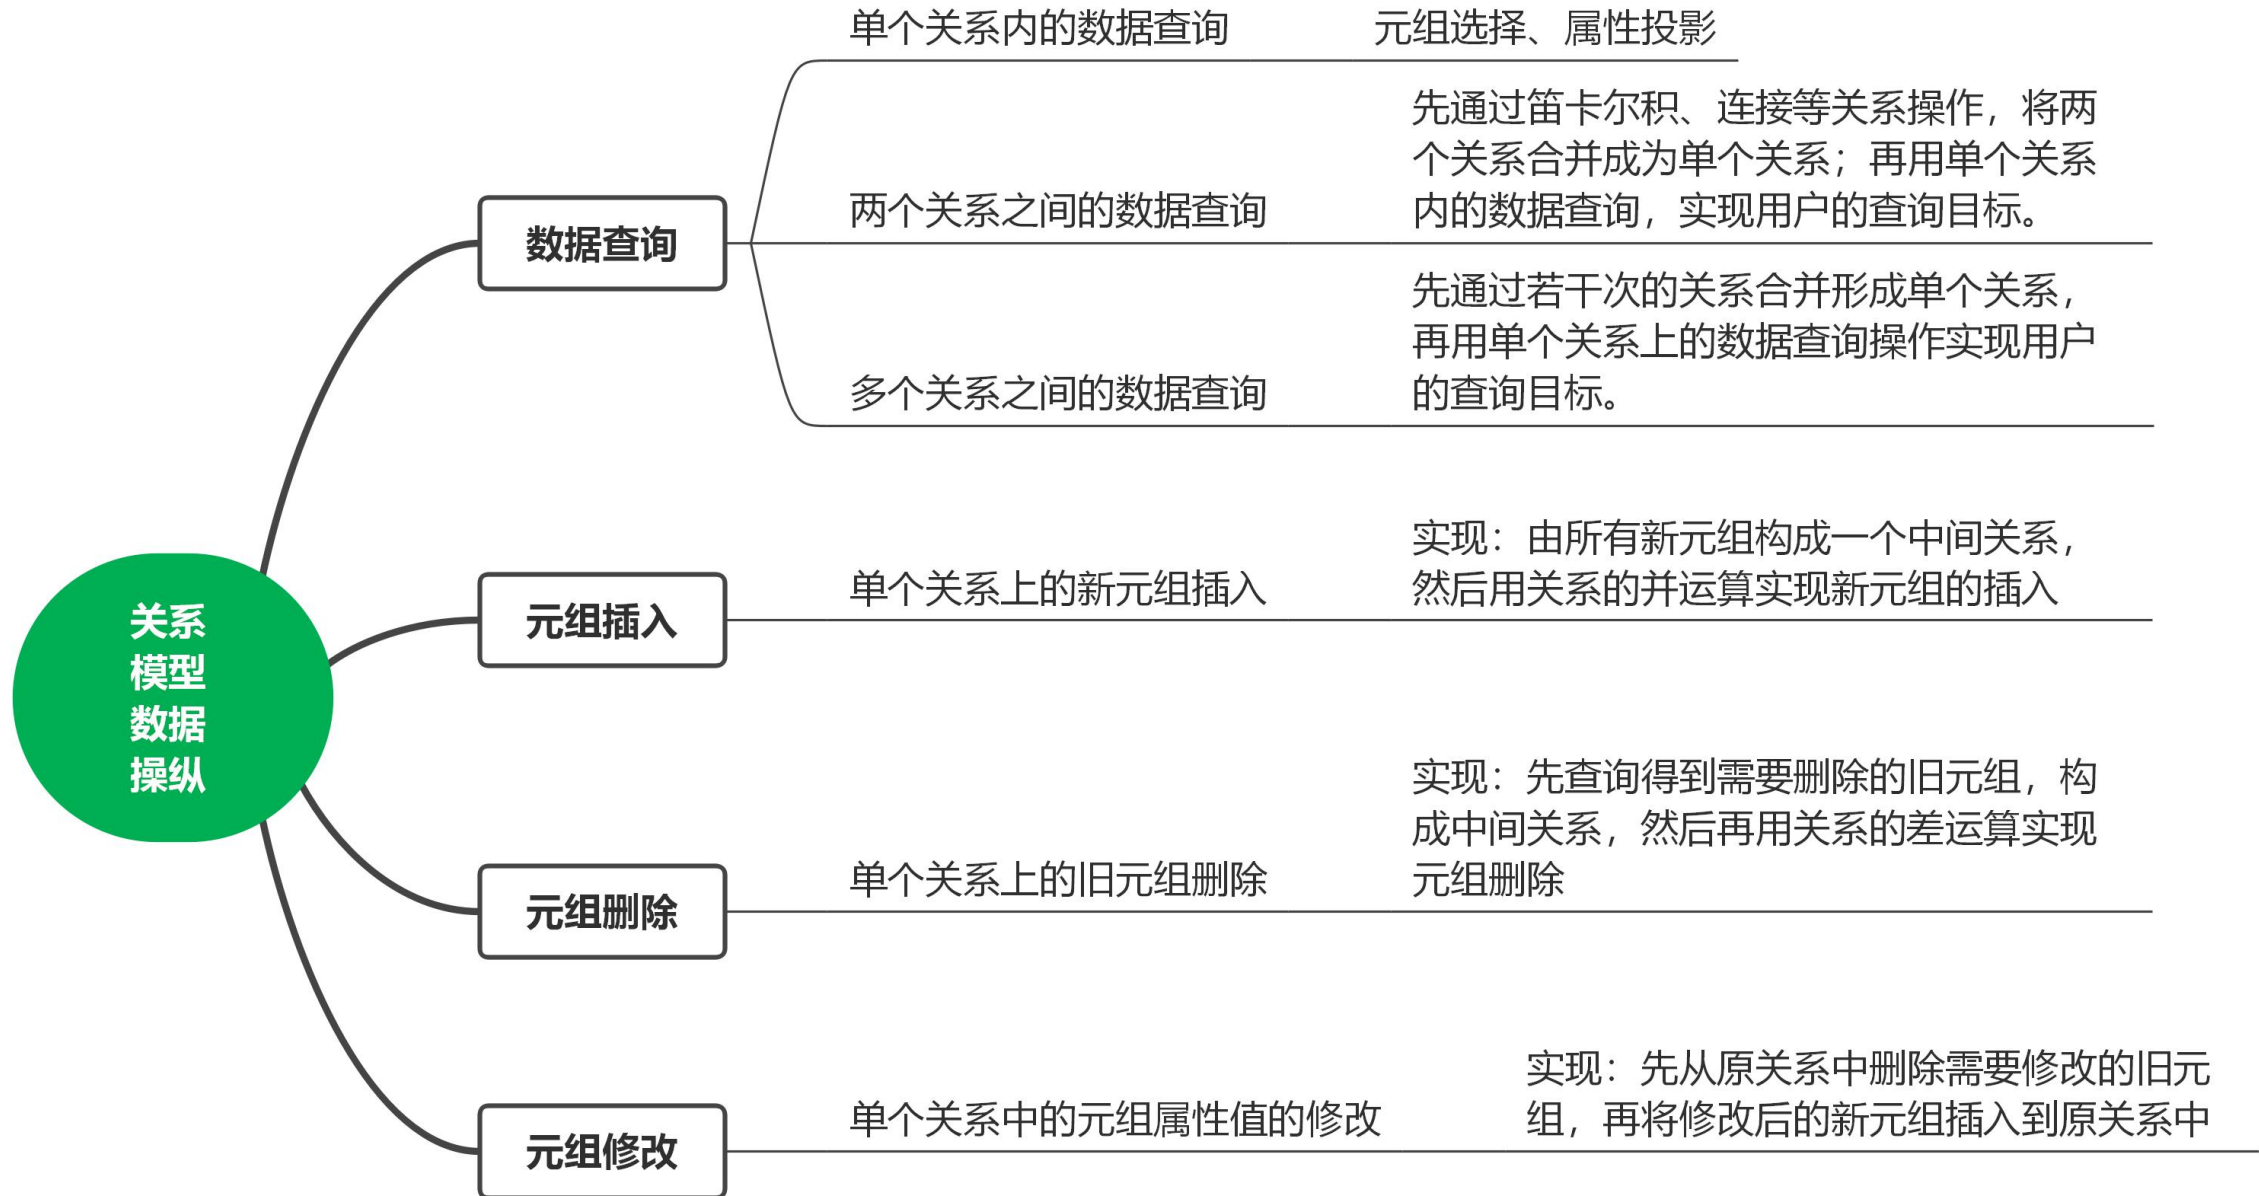 单个关系内的数据查询
元组选择、属性投影
先通过笛卡尔积、连接等关系操作，将两
个关系合并成为单个关系；再用单个关系
两个关系之间的数据查询
内的数据查询，实现用户的查询目标。
数据查询
先通过若干次的关系合并形成单个关系，
再用单个关系上的数据查询操作实现用户
多个关系之间的数据查询
的查询目标。
关系
模型
数据
操纵
元组插入
单个关系上的新元组插入
实现：由所有新元组构成一个中间关系，
然后用关系的并运算实现新元组的插入
元组删除
单个关系上的旧元组删除
实现：先查询得到需要删除的旧元组，构
成中间关系，然后再用关系的差运算实现
元组删除
元组修改
单个关系中的元组属性值的修改
实现：先从原关系中删除需要修改的旧元
组，再将修改后的新元组插入到原关系中